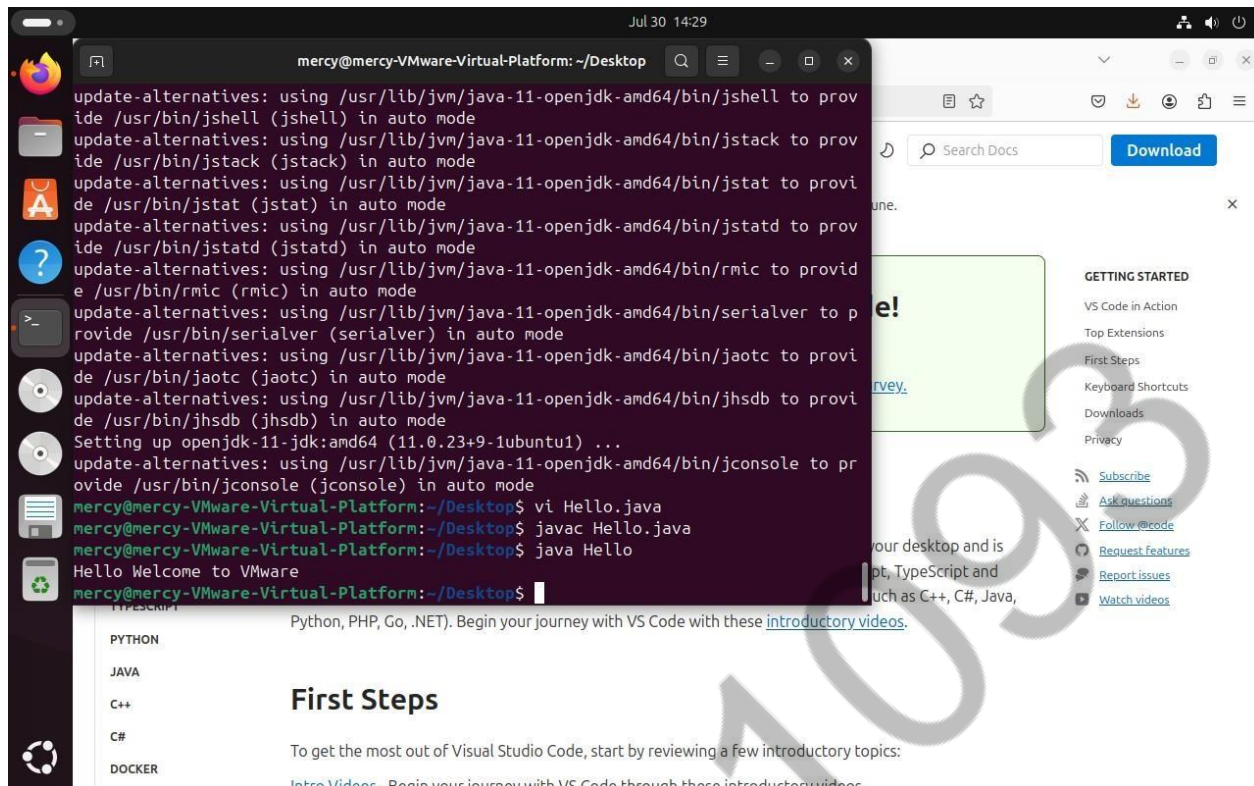 Jul 30 14:29
mercy@mercy-VMware-Virtual-Platform: ~/Desktop
update-alternatives: using /usr/lib/jvm/java-11-openjdk-amd64/bin/jshell to prov
ide /usr/bin/jshell (jshell) in auto mode
update-alternatives: using /usr/lib/jvm/java-11-openjdk-amd64/bin/jstack to prov
ide /usr/bin/jstack (jstack) in auto mode
update-alternatives: using /usr/lib/jvm/java-11-openjdk-amd64/bin/jstat to provi
de /usr/bin/jstat (jstat) in auto mode
update-alternatives: using /usr/lib/jvm/java-11-openjdk-amd64/bin/jstatd to prov
ide /usr/bin/jstatd (jstatd) in auto mode
update-alternatives: using /usr/lib/jvm/java-11-openjdk-amd64/bin/rmic to provid
e /usr/bin/rmic (rmic) in auto mode
update-alternatives: using /usr/lib/jvm/java-11-openjdk-amd64/bin/serialver to p
rovide /usr/bin/serialver (serialver) in auto mode
update-alternatives: using /usr/lib/jvm/java-11-openjdk-amd64/bin/jaotc to provi
de /usr/bin/jaotc (jaotc) in auto mode
update-alternatives: using /usr/lib/jvm/java-11-openjdk-amd64/bin/jhsdb to provi
de /usr/bin/jhsdb (jhsdb) in auto mode
Setting up openjdk-11-jdk:amd64 (11.0.23+9-1ubuntu1) ...
update-alternatives: using /usr/lib/jvm/java-11-openjdk-amd64/bin/jconsole to pr
ovide /usr/bin/jconsole (jconsole) in auto mode
mercy@mercy-VMware-Virtual-Platform:~/Desktop$ vi Hello.java
mercy@mercy-VMware-Virtual-Platform:~/Desktop$ javac Hello.java
mercy@mercy-VMware-Virtual-Platform:~/Desktop$ java Hello
Hello Welcome to VMware
mercy@mercy-VMware-Virtual-Platform:~/Desktop$
Search Docs
Download
une.
e!
rvey.
your desktop and is
pt, TypeScript and
uch as C++, C#, Java,
Python, PHP, Go, .NET). Begin your journey with VS Code with these introductory videos.
First Steps
To get the most out of Visual Studio Code, start by reviewing a few introductory topics:
Intro Videos - Begin your journey with VS Code through these introductory videos.
TYPESCRIPT
PYTHON
JAVA
C++
C#
DOCKER
GETTING STARTED
VS Code in Action
Top Extensions
First Steps
Keyboard Shortcuts
Downloads
Privacy
Subscribe
Ask questions
Follow @code
Request features
Report issues
Watch videos
1093